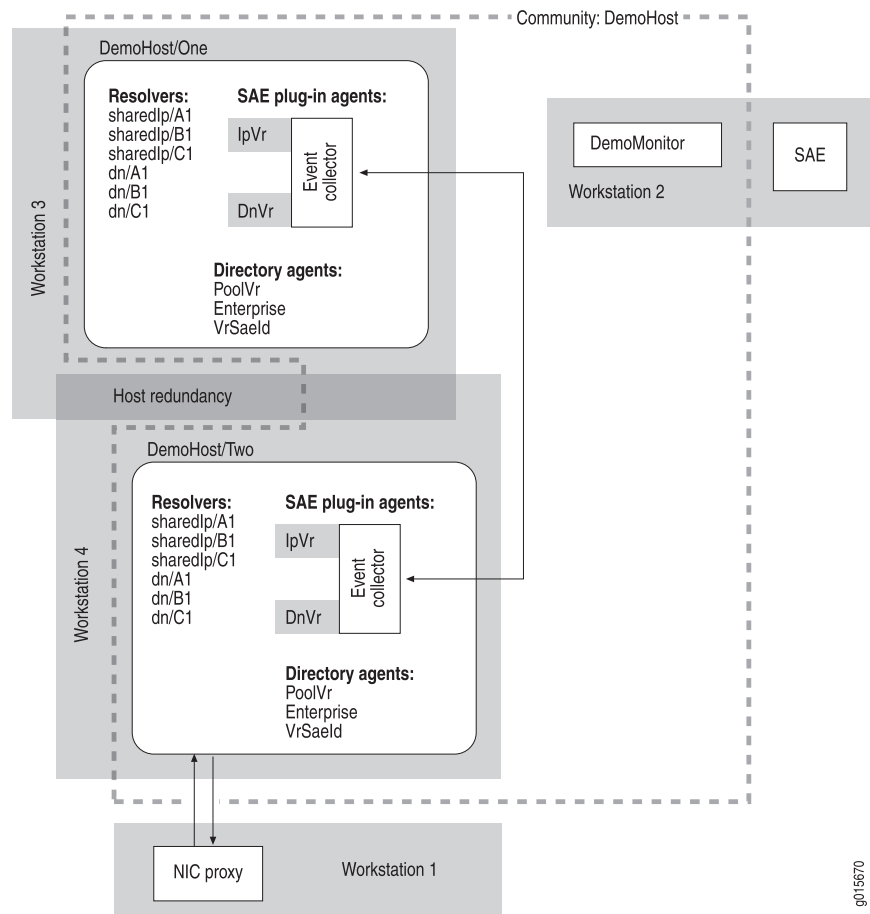 Community: DemoHost
DemoHost/One
Resolvers:
sharedIp/A1
sharedIp/B1
sharedIp/C1
dn/A1
dn/B1
dn/C1
SAE plug-in agents:
IpVr
DnVr
Event
collector
Directory agents:
PoolVr
Enterprise
VrSaeId
Workstation 3
DemoMonitor
Workstation 2
SAE
Host redundancy
DemoHost/Two
Resolvers:
sharedIp/A1
sharedIp/B1
sharedIp/C1
dn/A1
dn/B1
dn/C1
SAE plug-in agents:
IpVr
DnVr
Event
collector
Directory agents:
PoolVr
Enterprise
VrSaeId
Workstation 4
NIC proxy
Workstation 1
g015670